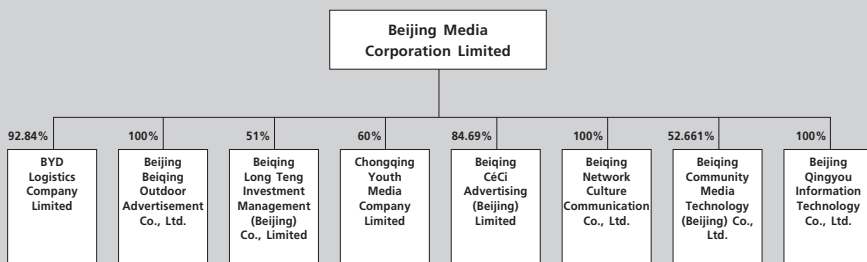 Beijing Media
Corporation Limited
92.84%
100%
51%
60%
84.69%
100%
52.661%
100%
BYD
Logistics
Company
Limited
Beijing
Beiqing
Outdoor
Advertisement
Co., Ltd.
Beiqing
Long Teng
Investment
Management
(Beijing)
Co., Limited
Chongqing
Youth
Media
Company
Limited
Beiqing
CéCi
Advertising
(Beijing)
Limited
Beiqing
Network
Culture
Communication
Co., Ltd.
Beiqing
Community
Media
Technology
(Beijing) Co.,
Ltd.
Beijing
Qingyou
Information
Technology
Co., Ltd.